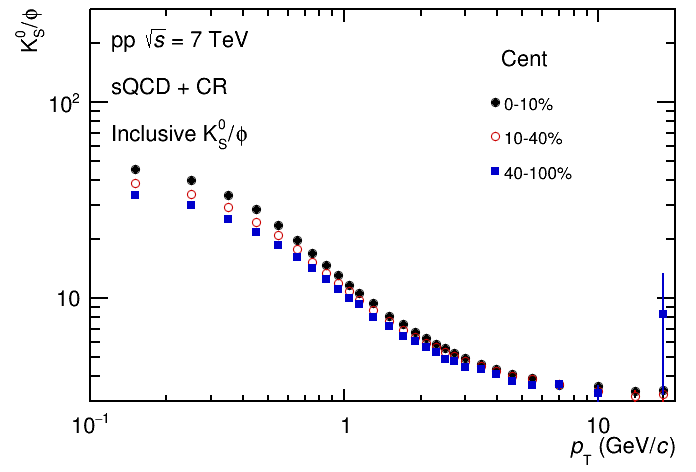 K⁰S/ϕ
pp √s = 7 TeV
sQCD + CR
Inclusive K⁰S/ϕ
Cent
0-10%
10-40%
40-100%
10²
10
10⁻¹
1
10
pT (GeV/c)